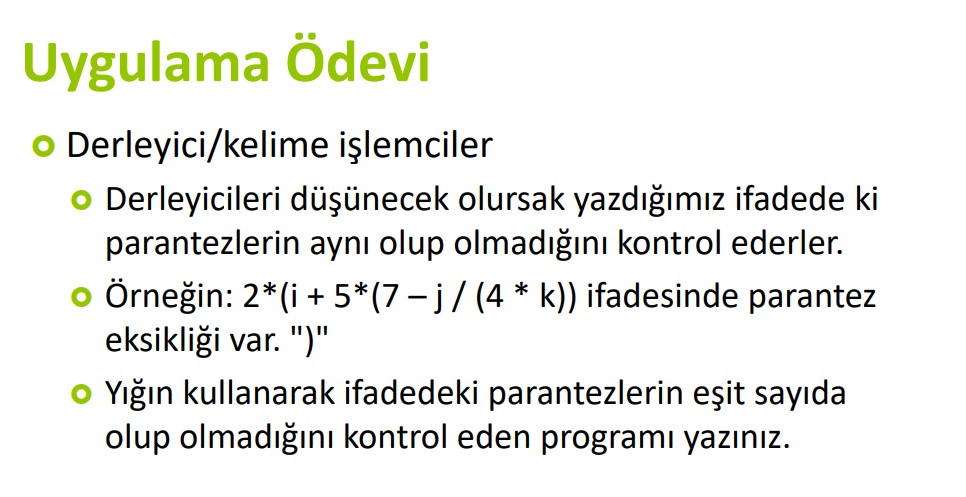 Uygulama Ödevi
Derleyici/kelime işlemciler
Derleyicileri düşünecek olursak yazdığımız ifadede ki
parantezlerin aynı olup olmadığını kontrol ederler.
Örneğin: 2*(i + 5*(7 – j / (4 * k)) ifadesinde parantez
eksikliği var. ")"
Yığın kullanarak ifadedeki parantezlerin eşit sayıda
olup olmadığını kontrol eden programı yazınız.